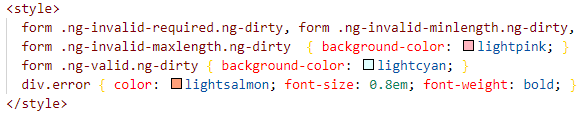 <style>
form .ng-invalid-required.ng-dirty, form .ng-invalid-minlength.ng-dirty,
form .ng-invalid-maxlength.ng-dirty { background-color: lightpink; }
form .ng-valid.ng-dirty { background-color: lightcyan; }
div.error { color: lightsalmon; font-size: 0.8em; font-weight: bold; }
</style>